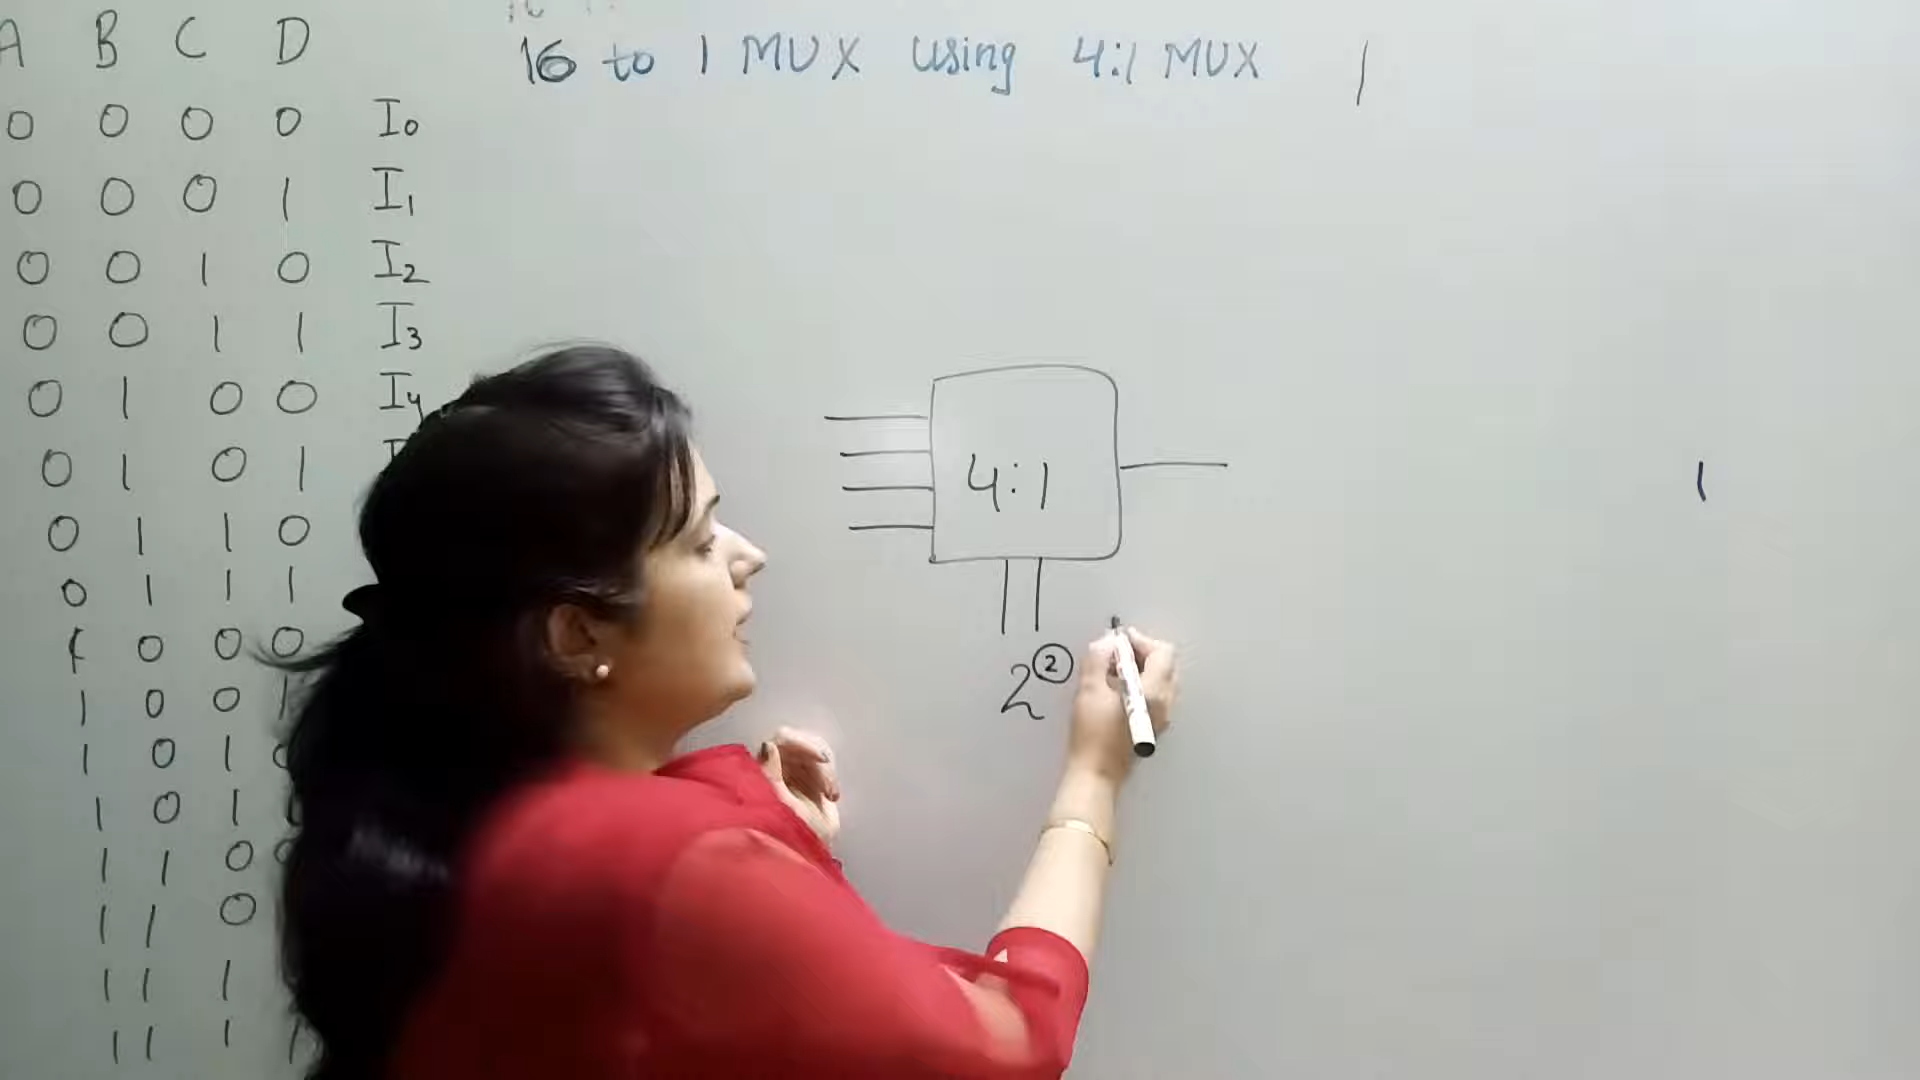 16 to 1 MUX using 4:1 MUX
A B C D
0 0 0 0 I0
0 0 0 1 I1
0 0 1 0 I2
0 0 1 1 I3
0 1 0 0 I4
0 1 0 1
0 1 1 0
0 1 1 1
1 0 0 0
1 0 0 1
1 0 1
1 0 1
1 1 0
1 1 0
1 1 1
1 1 1 1
4:1
2②